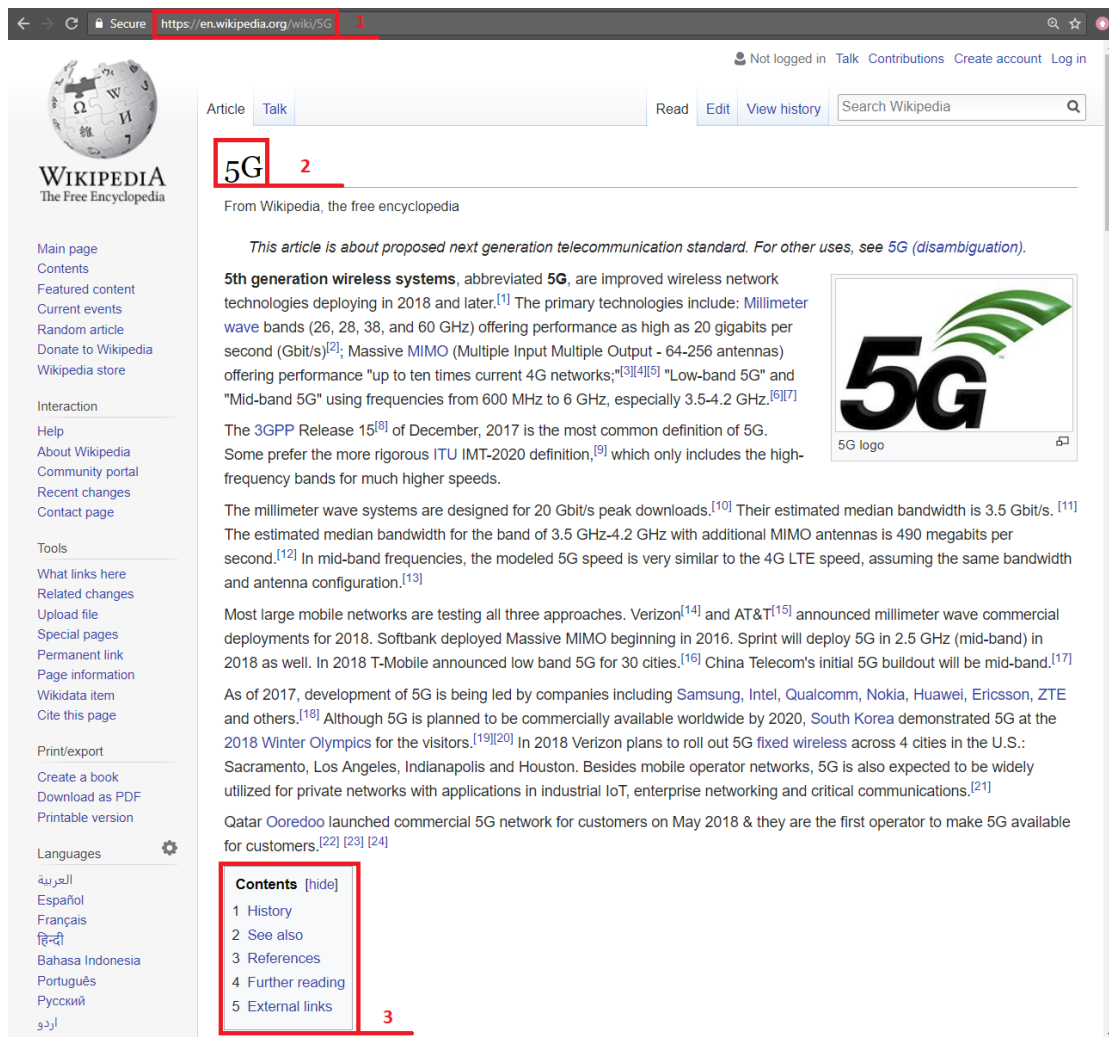 Secure https://en.wikipedia.org/wiki/5G 1
Not logged in Talk Contributions Create account Log in
Article Talk Read Edit View history Search Wikipedia
WIKIPEDIA
The Free Encyclopedia
Main page
Contents
Featured content
Current events
Random article
Donate to Wikipedia
Wikipedia store
Interaction
Help
About Wikipedia
Community portal
Recent changes
Contact page
Tools
What links here
Related changes
Upload file
Special pages
Permanent link
Page information
Wikidata item
Cite this page
Print/export
Create a book
Download as PDF
Printable version
Languages
العربية
Español
Français
हिन्दी
Bahasa Indonesia
Português
Русский
اردو
5G 2
From Wikipedia, the free encyclopedia
This article is about proposed next generation telecommunication standard. For other uses, see 5G (disambiguation).
5th generation wireless systems, abbreviated 5G, are improved wireless network
technologies deploying in 2018 and later.[1] The primary technologies include: Millimeter
wave bands (26, 28, 38, and 60 GHz) offering performance as high as 20 gigabits per
second (Gbit/s)[2]; Massive MIMO (Multiple Input Multiple Output - 64-256 antennas)
offering performance "up to ten times current 4G networks;"[3][4][5] "Low-band 5G" and
"Mid-band 5G" using frequencies from 600 MHz to 6 GHz, especially 3.5-4.2 GHz.[6][7]
5G
5G logo
The 3GPP Release 15[8] of December, 2017 is the most common definition of 5G.
Some prefer the more rigorous ITU IMT-2020 definition,[9] which only includes the high-
frequency bands for much higher speeds.
The millimeter wave systems are designed for 20 Gbit/s peak downloads.[10] Their estimated median bandwidth is 3.5 Gbit/s. [11]
The estimated median bandwidth for the band of 3.5 GHz-4.2 GHz with additional MIMO antennas is 490 megabits per
second.[12] In mid-band frequencies, the modeled 5G speed is very similar to the 4G LTE speed, assuming the same bandwidth
and antenna configuration.[13]
Most large mobile networks are testing all three approaches. Verizon[14] and AT&T[15] announced millimeter wave commercial
deployments for 2018. Softbank deployed Massive MIMO beginning in 2016. Sprint will deploy 5G in 2.5 GHz (mid-band) in
2018 as well. In 2018 T-Mobile announced low band 5G for 30 cities.[16] China Telecom's initial 5G buildout will be mid-band.[17]
As of 2017, development of 5G is being led by companies including Samsung, Intel, Qualcomm, Nokia, Huawei, Ericsson, ZTE
and others.[18] Although 5G is planned to be commercially available worldwide by 2020, South Korea demonstrated 5G at the
2018 Winter Olympics for the visitors.[19][20] In 2018 Verizon plans to roll out 5G fixed wireless across 4 cities in the U.S.:
Sacramento, Los Angeles, Indianapolis and Houston. Besides mobile operator networks, 5G is also expected to be widely
utilized for private networks with applications in industrial IoT, enterprise networking and critical communications.[21]
Qatar Ooredoo launched commercial 5G network for customers on May 2018 & they are the first operator to make 5G available
for customers.[22] [23] [24]
Contents [hide]
1 History
2 See also
3 References
4 Further reading
5 External links
3